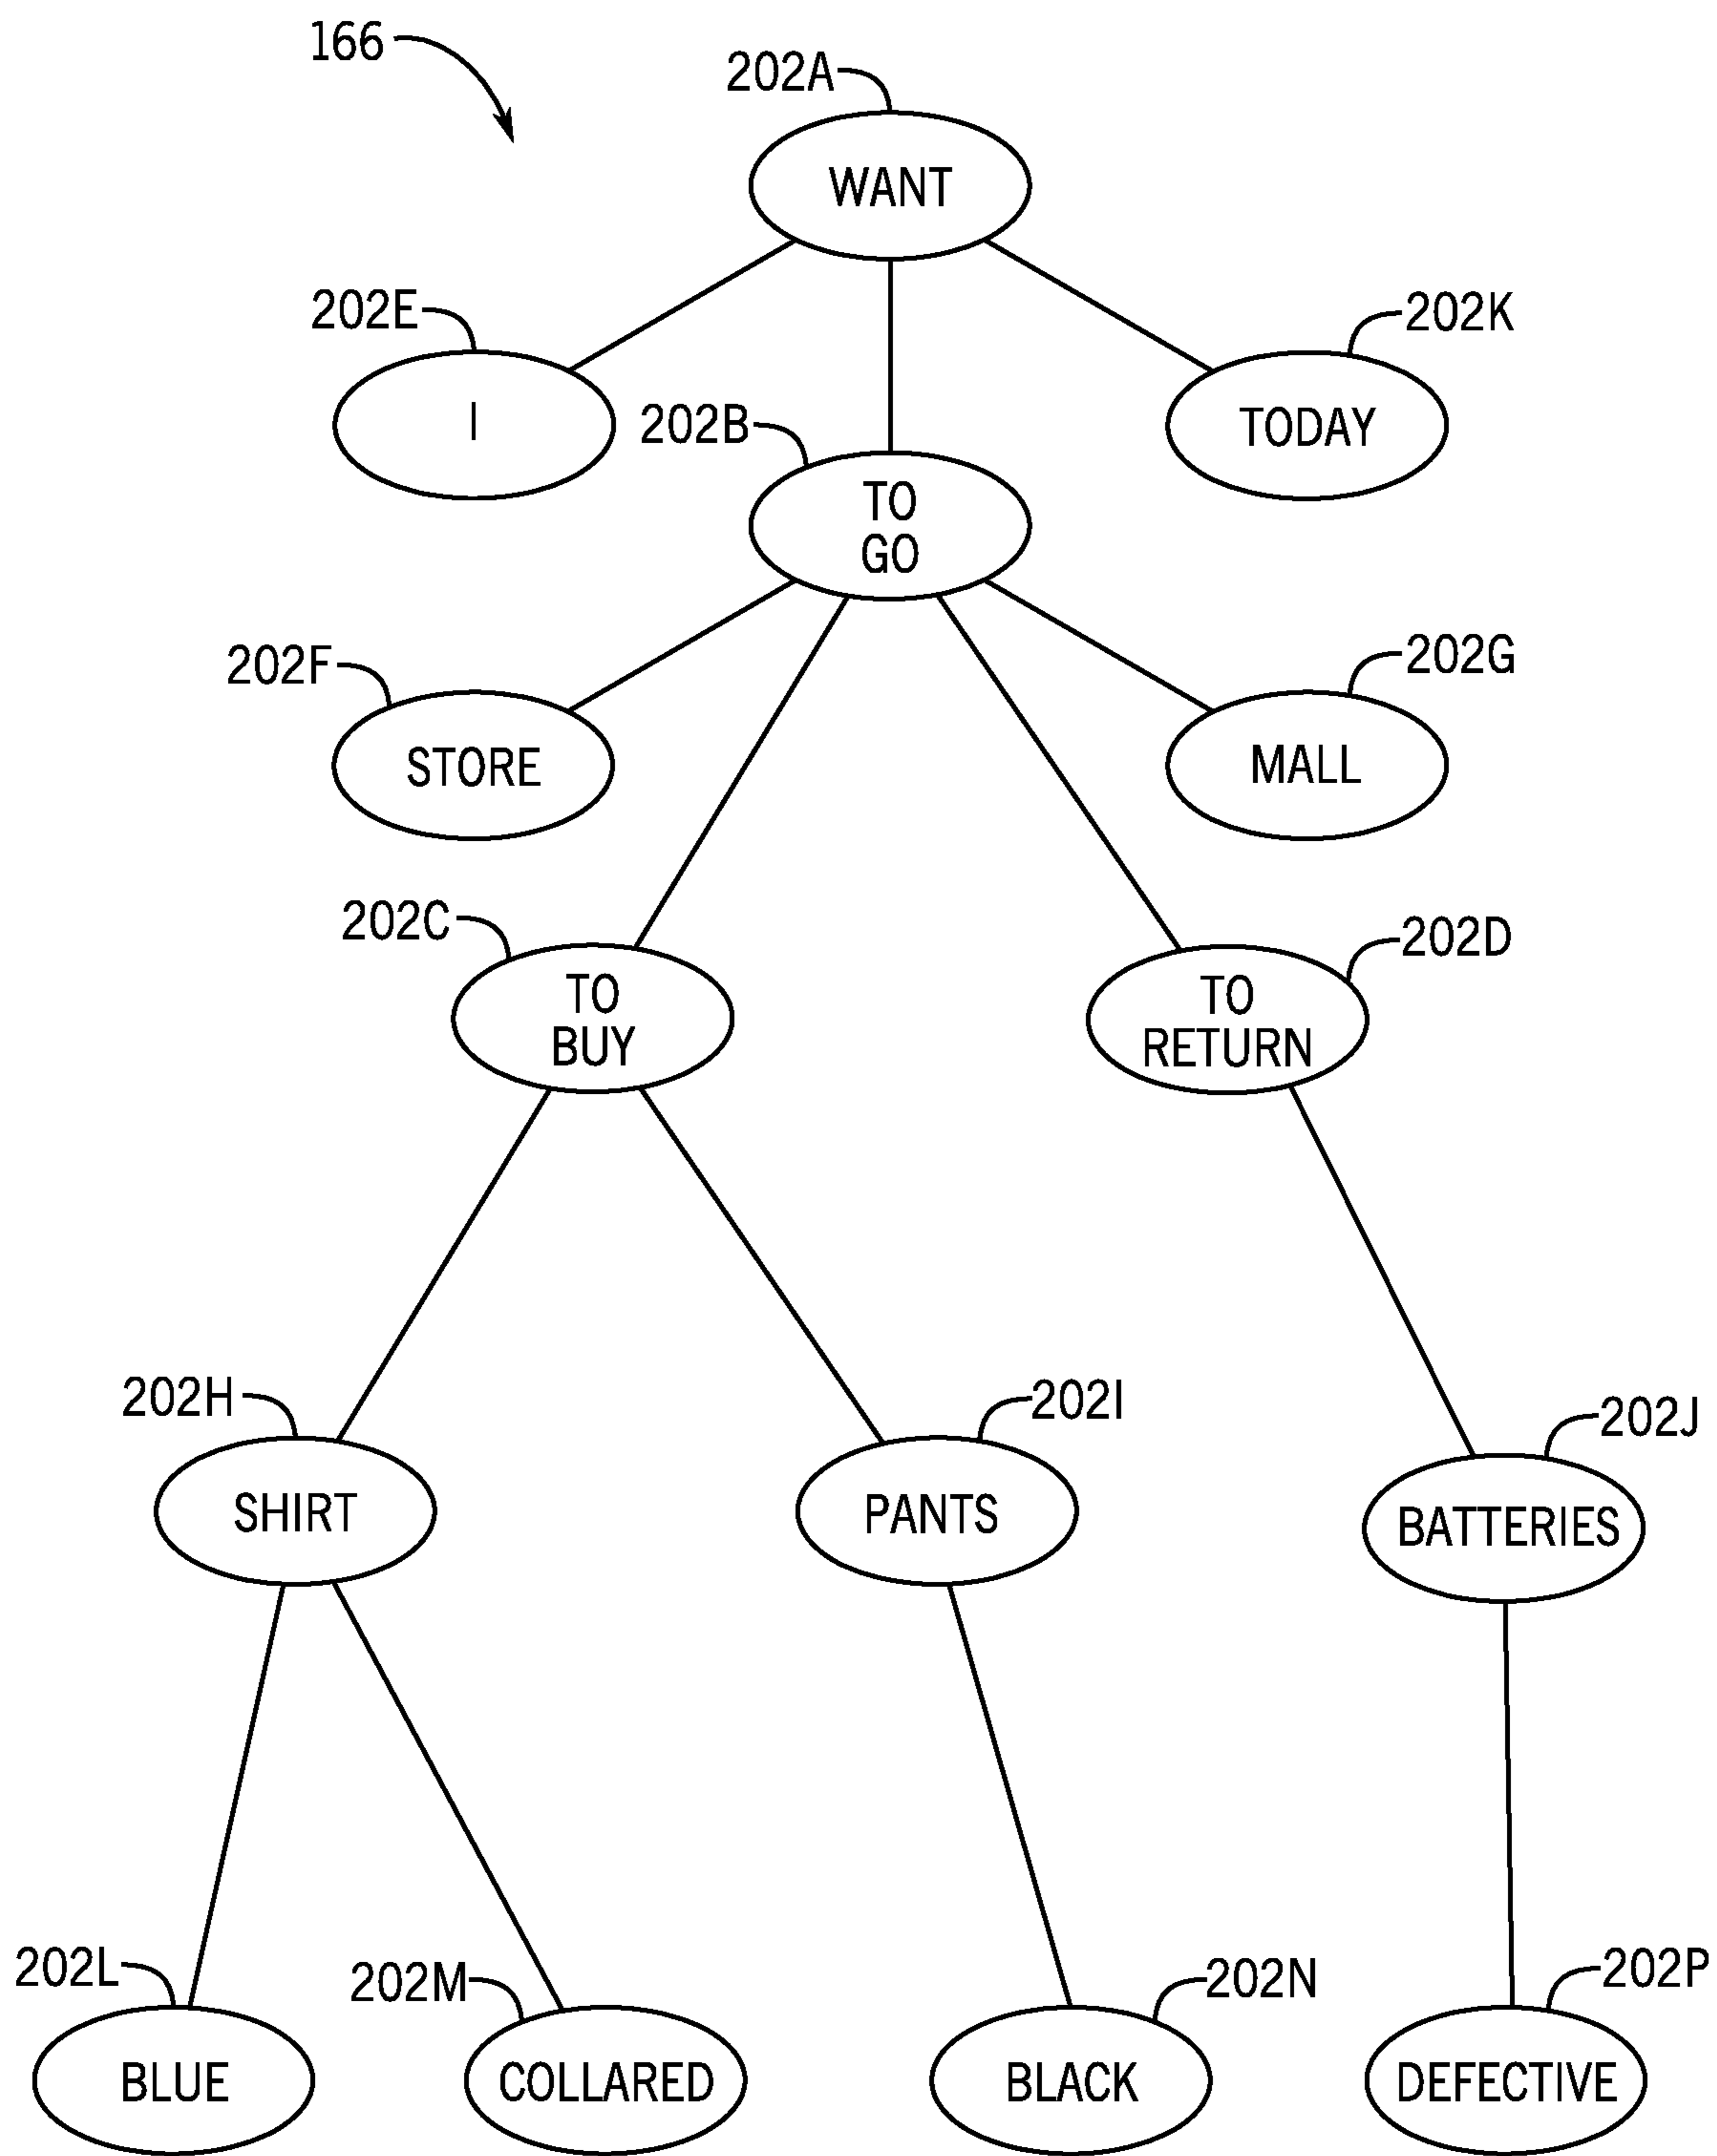 166
202A
WANT
202E
202K
I
202B
TODAY
TO
GO
202F
202G
STORE
MALL
202C
202D
TO
BUY
TO
RETURN
202H
202I
202J
SHIRT
PANTS
BATTERIES
202L
202M
202N
202P
BLUE
COLLARED
BLACK
DEFECTIVE